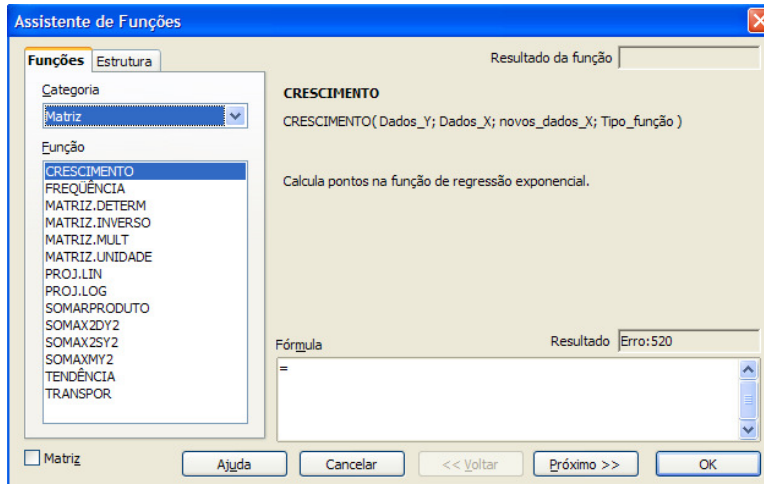 Assistente de Funções
Funções Estrutura
Resultado da função
Categoria
Matriz
Função
CRESCIMENTO
FREQÜÊNCIA
MATRIZ.DETERM
MATRIZ.INVERSO
MATRIZ.MULT
MATRIZ.UNIDADE
PROJ.LIN
PROJ.LOG
SOMARPRODUTO
SOMAX2DY2
SOMAX2SY2
SOMAXMY2
TENDÊNCIA
TRANSPOR
CRESCIMENTO
CRESCIMENTO( Dados_Y; Dados_X; novos_dados_X; Tipo_função )
Calcula pontos na função de regressão exponencial.
Fórmula
Resultado Erro:520
=
Matriz
Ajuda Cancelar << Voltar Próximo >> OK